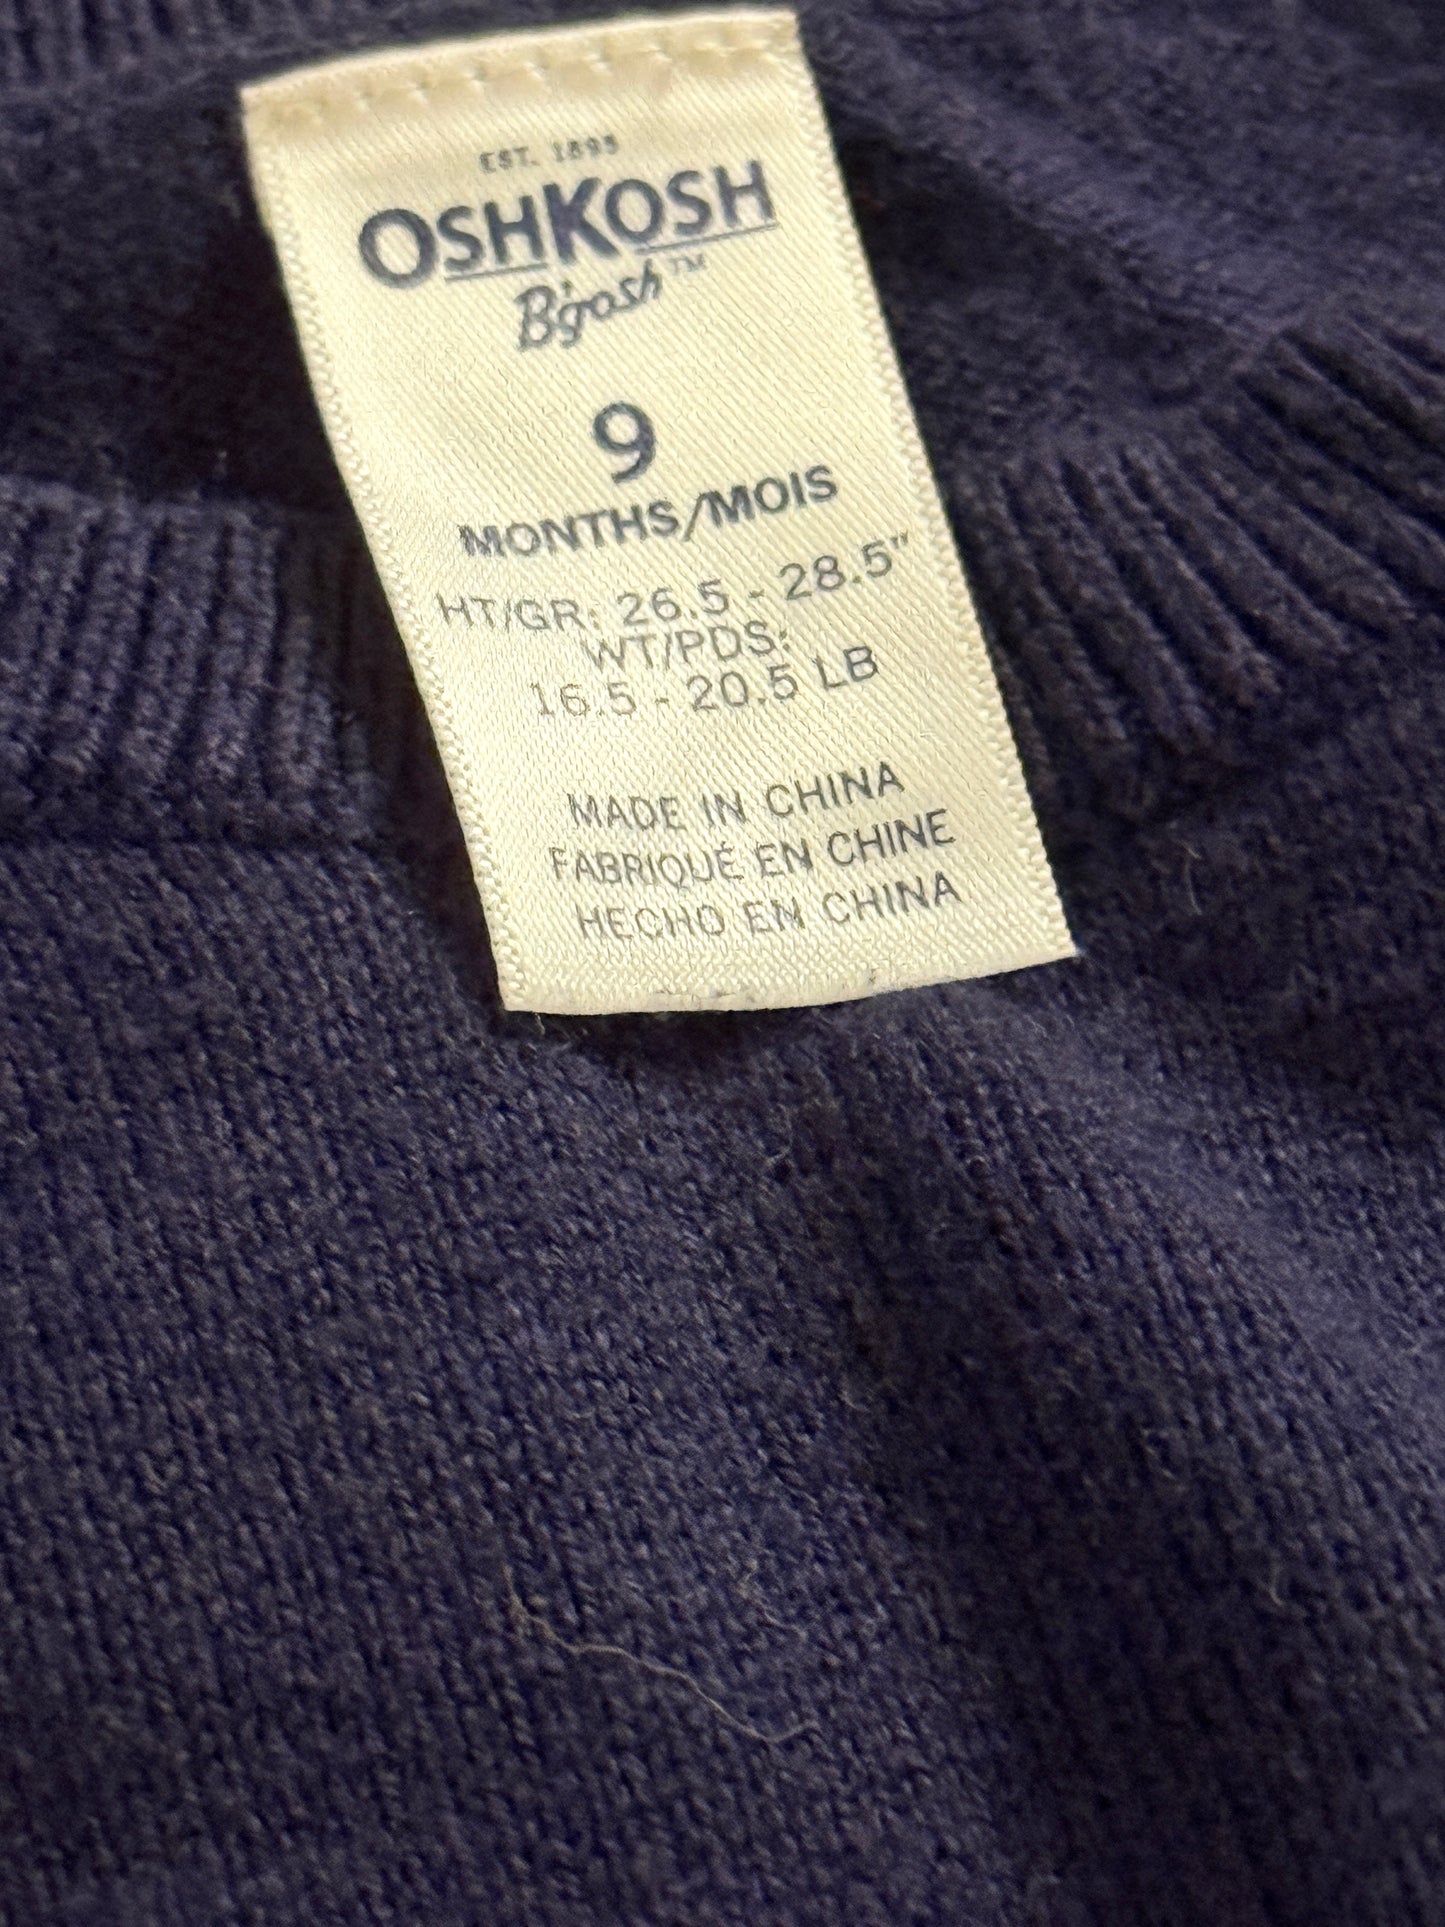 EST. 1895
OSHKOSH
B'gosh™
9
MONTHS/MOIS
HT/GR: 26.5 - 28.5"
WT/PDS:
16.5 - 20.5 LB
MADE IN CHINA
FABRIQUÉ EN CHINE
HECHO EN CHINA